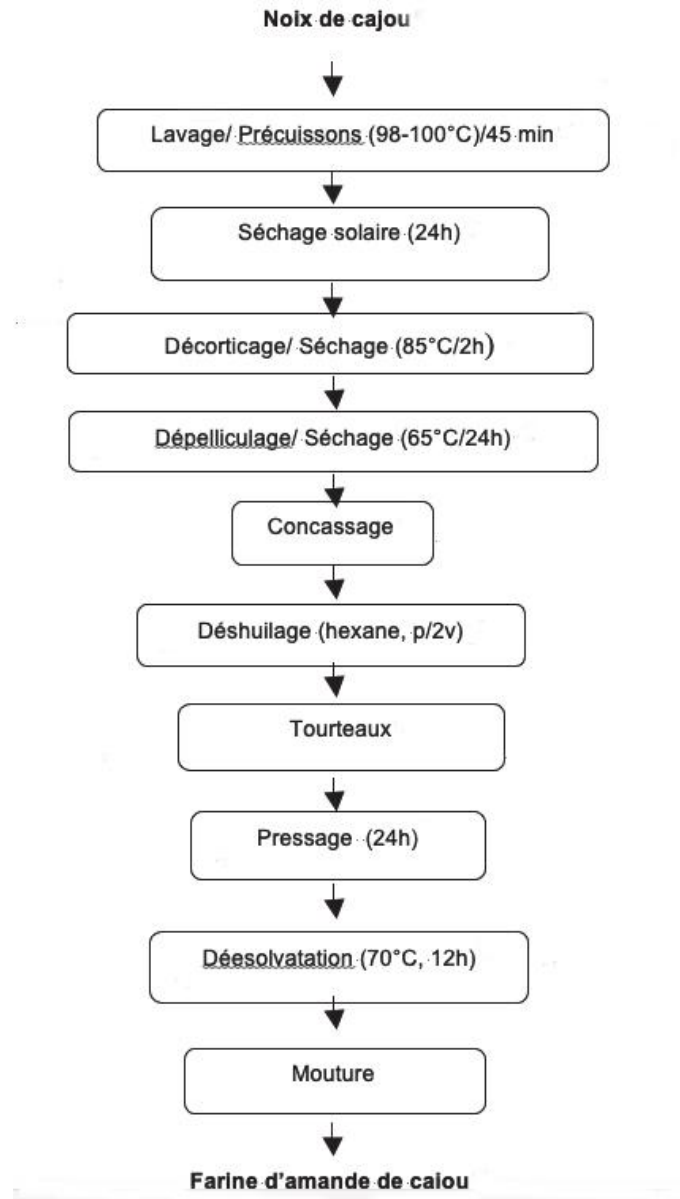 Noix de cajou
Lavage/ Précuissons (98-100°C)/45 min
Séchage solaire (24h)
Décorticage/ Séchage (85°C/2h)
Dépelliculage/ Séchage (65°C/24h)
Concassage
Déshuilage (hexane, p/2v)
Tourteaux
Pressage (24h)
Déesolvatation (70°C, 12h)
Mouture
Farine d'amande de caiou